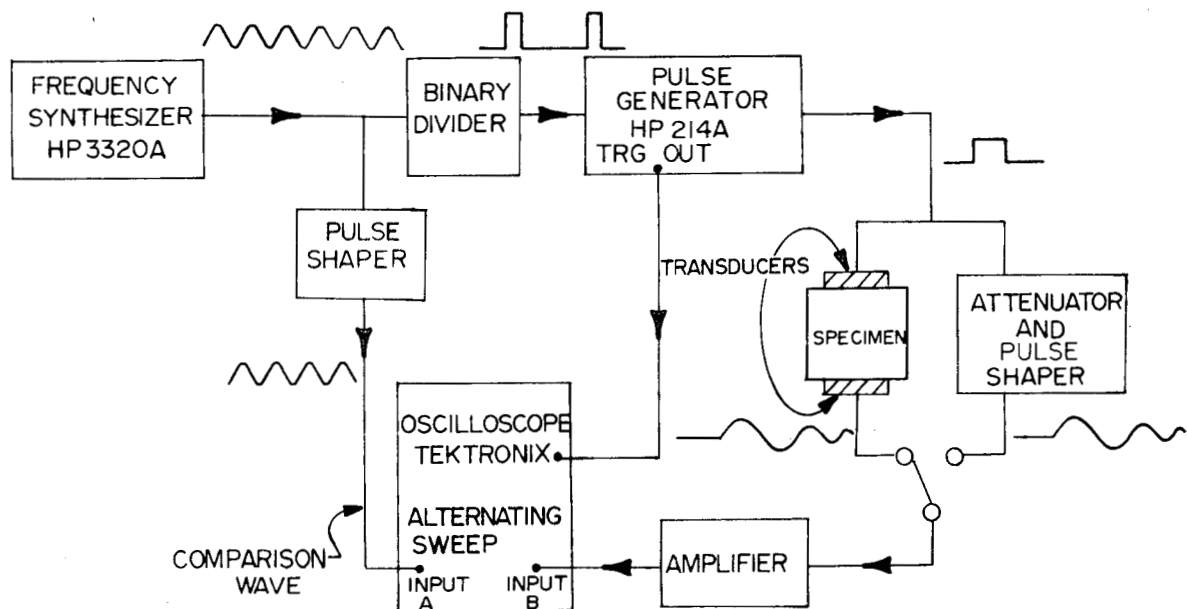 FREQUENCY
SYNTHESIZER
HP 3320A
BINARY
DIVIDER
PULSE
GENERATOR
HP 214A
TRG OUT
PULSE
SHAPER
TRANSDUCERS
SPECIMEN
ATTENUATOR
AND
PULSE
SHAPER
OSCILLOSCOPE
TEKTRONIX
ALTERNATING
SWEEP
INPUT
A
INPUT
B
AMPLIFIER
COMPARISON
WAVE